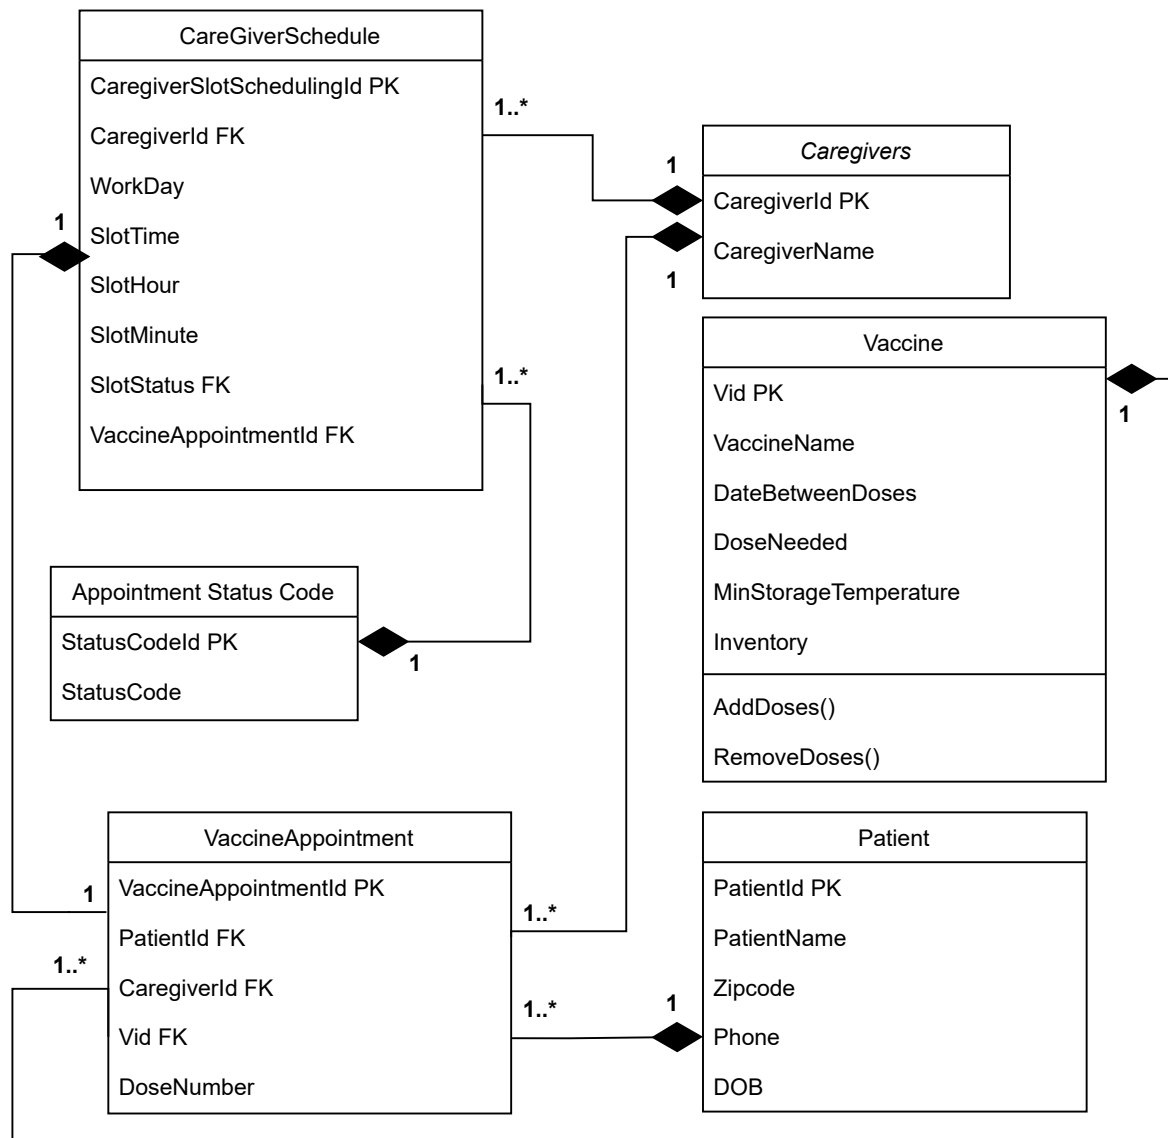 CareGiverSchedule
CaregiverSlotSchedulingId PK
CaregiverId FK
WorkDay
SlotTime
SlotHour
SlotMinute
SlotStatus FK
VaccineAppointmentId FK
1..*
1
1..*
1
1
Caregivers
CaregiverId PK
CaregiverName
Vaccine
Vid PK
VaccineName
DateBetweenDoses
DoseNeeded
MinStorageTemperature
Inventory
AddDoses()
RemoveDoses()
1
Appointment Status Code
StatusCodeId PK
StatusCode
1
VaccineAppointment
VaccineAppointmentId PK
PatientId FK
CaregiverId FK
Vid FK
DoseNumber
1
1..*
1..*
1..*
1
Patient
PatientId PK
PatientName
Zipcode
Phone
DOB